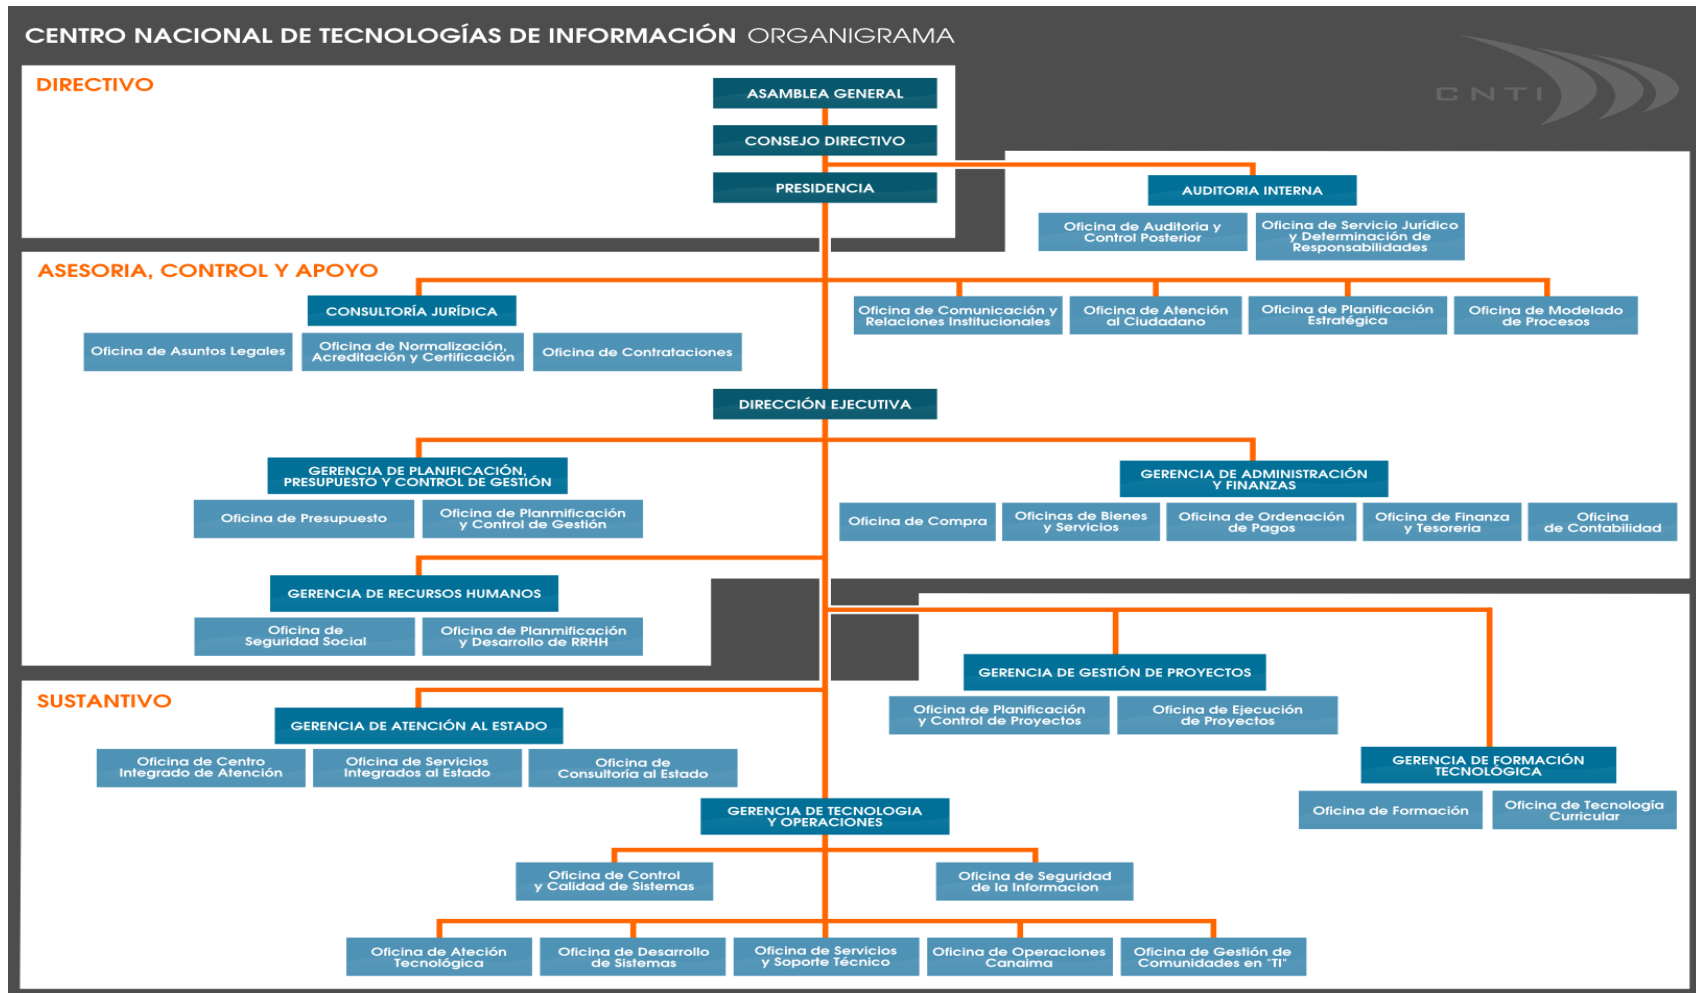 CENTRO NACIONAL DE TECNOLOGÍAS DE INFORMACIÓN ORGANIGRAMA
CNTI
DIRECTIVO
ASAMBLEA GENERAL
CONSEJO DIRECTIVO
PRESIDENCIA
AUDITORIA INTERNA
Oficina de Auditoria y
Control Posterior
Oficina de Servicio Jurídico
y Determinación de
Responsabilidades
ASESORIA, CONTROL Y APOYO
CONSULTORÍA JURÍDICA
Oficina de Asuntos Legales
Oficina de Normalización,
Acreditación y Certificación
Oficina de Contrataciones
Oficina de Comunicación y
Relaciones Institucionales
Oficina de Atención
al Ciudadano
Oficina de Planificación
Estratégica
Oficina de Modelado
de Procesos
DIRECCIÓN EJECUTIVA
GERENCIA DE PLANIFICACIÓN,
PRESUPUESTO Y CONTROL DE GESTIÓN
Oficina de Presupuesto
Oficina de Planmificación
y Control de Gestión
GERENCIA DE ADMINISTRACIÓN
Y FINANZAS
Oficina de Compra
Oficinas de Bienes
y Servicios
Oficina de Ordenación
de Pagos
Oficina de Finanza
y Tesoreria
Oficina
de Contabilidad
GERENCIA DE RECURSOS HUMANOS
Oficina de
Seguridad Social
Oficina de Planmificación
y Desarrollo de RRHH
GERENCIA DE GESTIÓN DE PROYECTOS
Oficina de Planificación
y Control de Proyectos
Oficina de Ejecución
de Proyectos
SUSTANTIVO
GERENCIA DE ATENCIÓN AL ESTADO
Oficina de Centro
Integrado de Atención
Oficina de Servicios
Integrados al Estado
Oficina de
Consultoría al Estado
GERENCIA DE FORMACIÓN
TECNOLÓGICA
Oficina de Formación
Oficina de Tecnología
Curricular
GERENCIA DE TECNOLOGIA
Y OPERACIONES
Oficina de Control
y Calidad de Sistemas
Oficina de Seguridad
de la Informacion
Oficina de Ateción
Tecnológica
Oficina de Desarrollo
de Sistemas
Oficina de Servicios
y Soporte Técnico
Oficina de Operaciones
Canaima
Oficina de Gestión de
Comunidades en "TI"